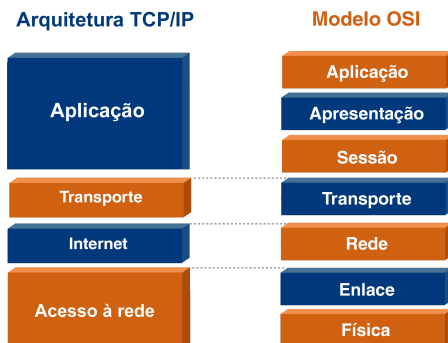 Arquitetura TCP/IP
Modelo OSI
Aplicação
Transporte
Internet
Acesso à rede
Aplicação
Apresentação
Sessão
Transporte
Rede
Enlace
Física